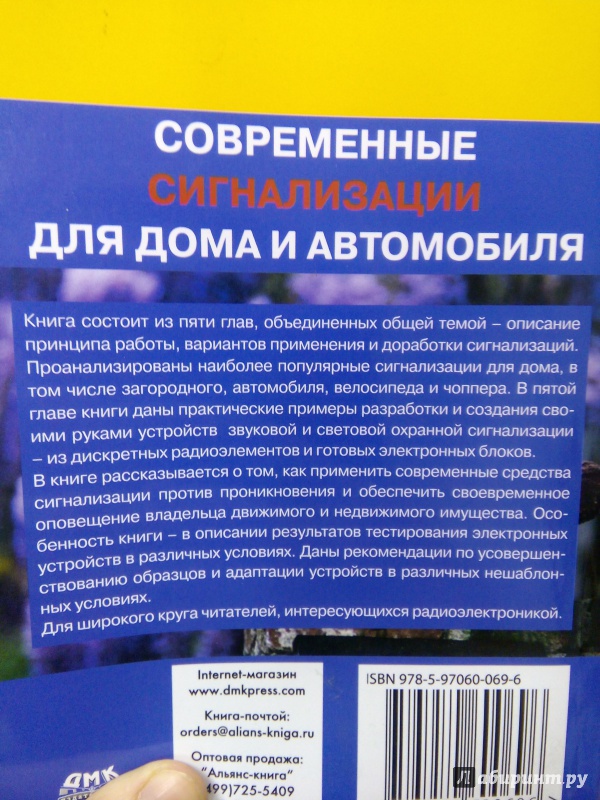 СОВРЕМЕННЫЕ
СИГНАЛИЗАЦИИ
ДЛЯ ДОМА И АВТОМОБИЛЯ
Книга состоит из пяти глав, объединенных общей темой – описание
принципа работы, вариантов применения и доработки сигнализаций.
Проанализированы наиболее популярные сигнализации для дома, в
том числе загородного, автомобиля, велосипеда и чоппера. В пятой
главе книги даны практические примеры разработки и создания сво-
ими руками устройств звуковой и световой охранной сигнализации
– из дискретных радиоэлементов и готовых электронных блоков.
В книге рассказывается о том, как применить современные средства
сигнализации против проникновения и обеспечить своевременное
оповещение владельца движимого и недвижимого имущества. Осо-
бенность книги – в описании результатов тестирования электронных
устройств в различных условиях. Даны рекомендации по усовершен-
ствованию образцов и адаптации устройств в различных нешаблон-
ных условиях.
Для широкого круга читателей, интересующихся радиоэлектроникой.
Internet-магазин
www.dmkpress.com
Книга-почтой:
orders@alians-kniga.ru
Оптовая продажа:
"Альянс-книга"
499)725-5409
ISBN 978-5-97060-069-6
ДМК
Лабиринт.ру